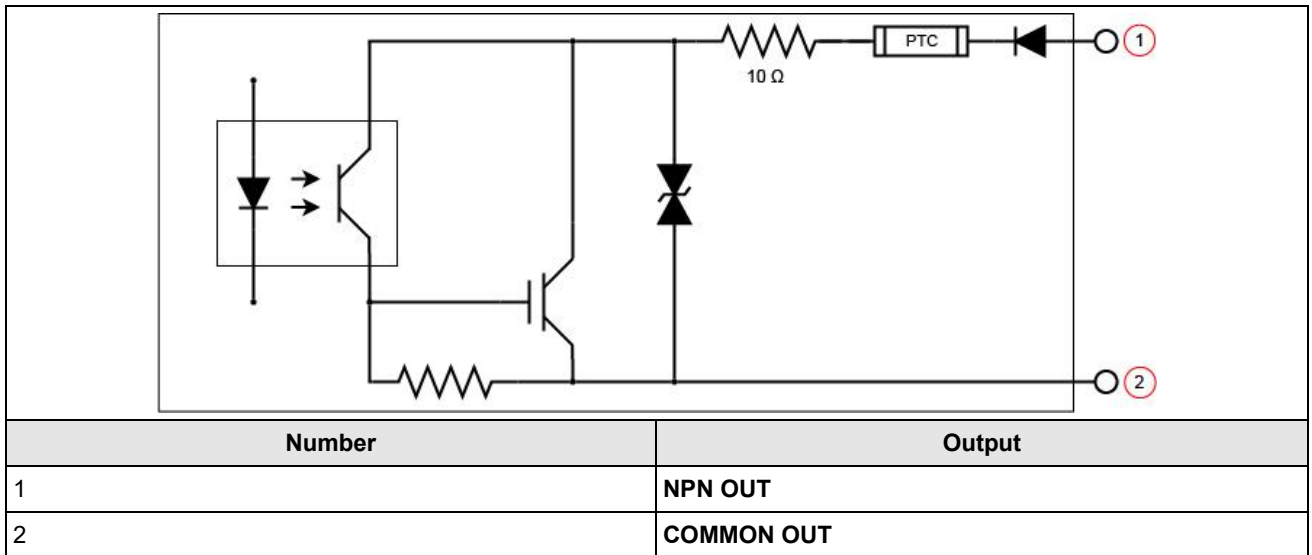 PTC
1
10 Ω
2
Number Output
1 NPN OUT
2 COMMON OUT